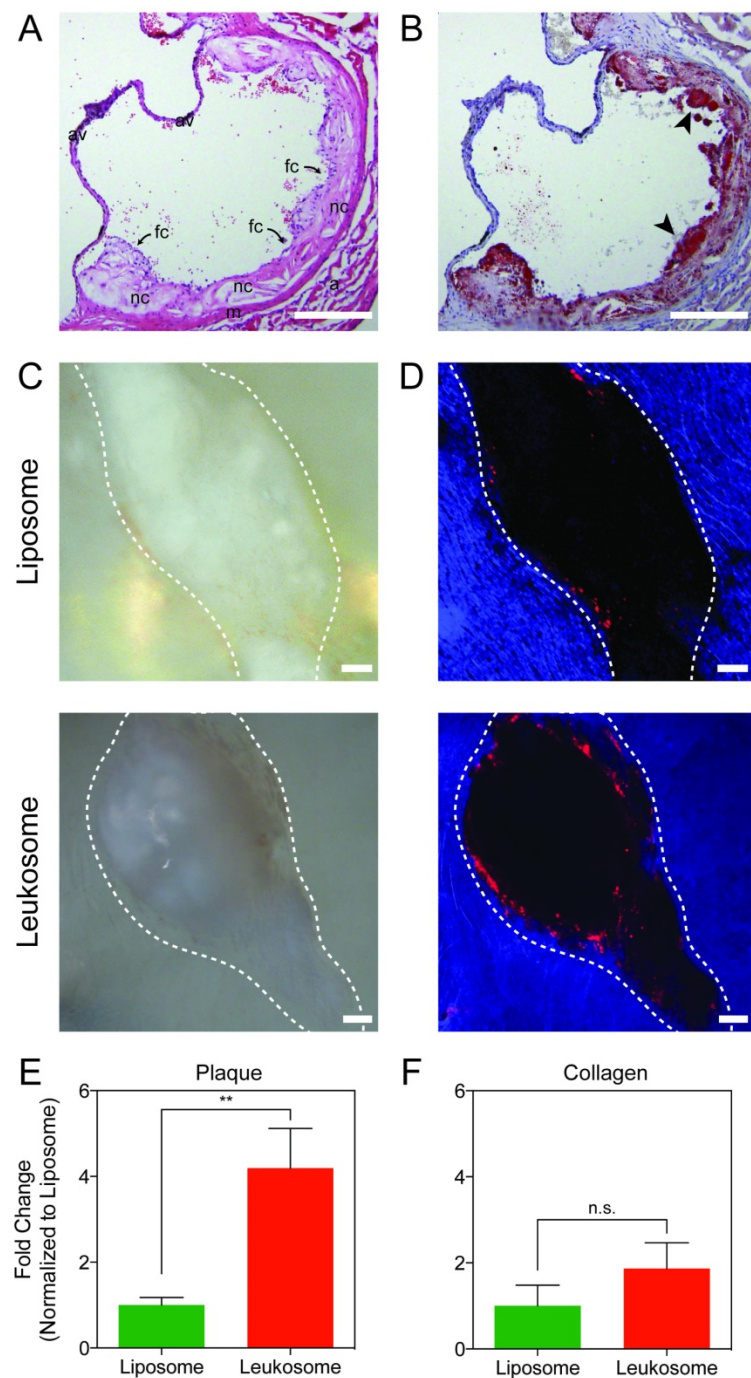 A
B
av
av
fc
fc
fc
nc
nc
nc
a
m
C
D
Liposome
Leukosome
E
Plaque
F
Collagen
Fold Change
(Normalized to Liposome)
6
4
2
0
**
Liposome
Leukosome
6
4
2
0
n.s.
Liposome
Leukosome